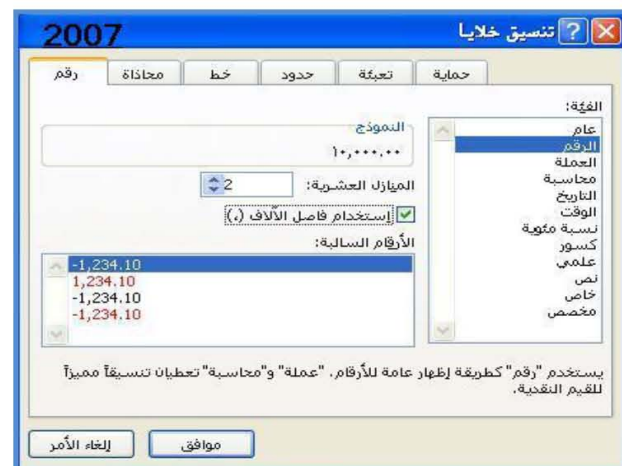 تنسيق خلايا
2007
رقم
محاذاة
خط
حدود
تعبئة
حماية
الفئة:
عام
الرقم
العملة
محاسبة
التاريخ
الوقت
نسبة مئوية
كسور
علمي
نص
خاص
مخصص
النموذج
١٠,٠٠٠.٠٠
المنازل العشرية:
2
إستخدام فاصل الآلاف (,)
الأرقام السالبة:
-1,234.10
1,234.10
-1,234.10
-1,234.10
يستخدم "رقم" كطريقة إظهار عامة للأرقام. "عملة" و"محاسبة" تعطيان تنسيقاً مميزاً
للقيم النقدية.
موافق
إلغاء الأمر